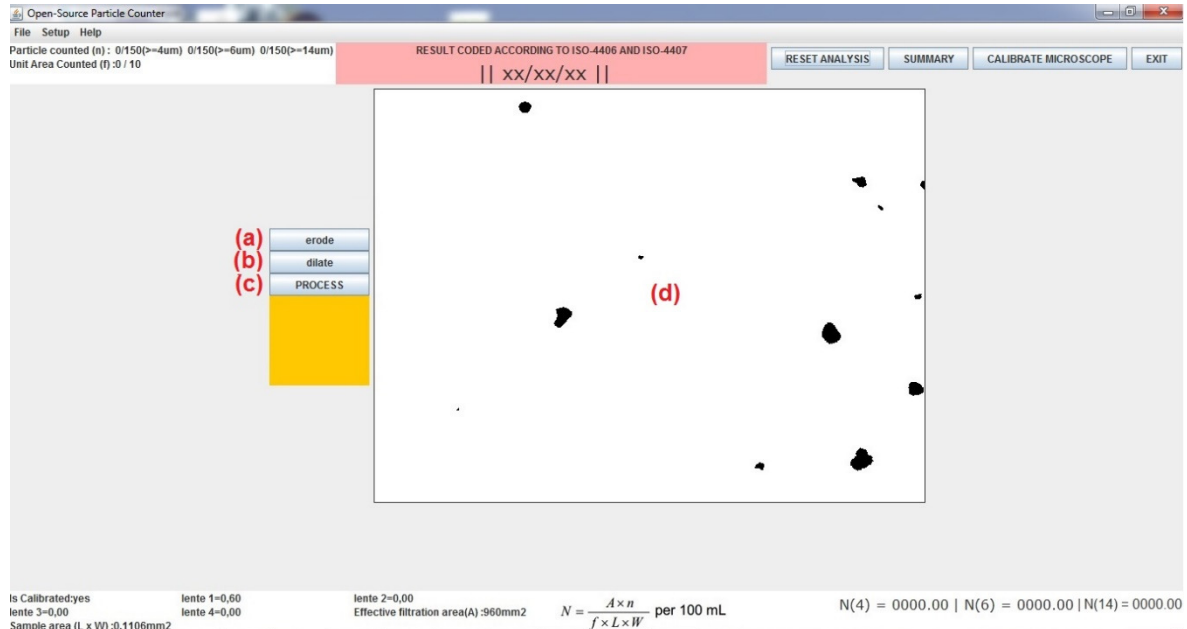 Open-Source Particle Counter
File Setup Help
Particle counted (n) : 0/150(>=4um) 0/150(>=6um) 0/150(>=14um)
Unit Area Counted (f) :0 / 10
RESULT CODED ACCORDING TO ISO-4406 AND ISO-4407
|| xx/xx/xx ||
RESET ANALYSIS SUMMARY CALIBRATE MICROSCOPE EXIT
(a) erode
(b) dilate
(c) PROCESS
(d)
Is Calibrated:yes lente 1=0,60 lente 2=0,00
lente 3=0,00 lente 4=0,00 Effective filtration area(A) :960mm2
Sample area (L x W) :0,1106mm2
N = A×n / f×L×W per 100 mL
N(4) = 0000.00 | N(6) = 0000.00 | N(14) = 0000.00